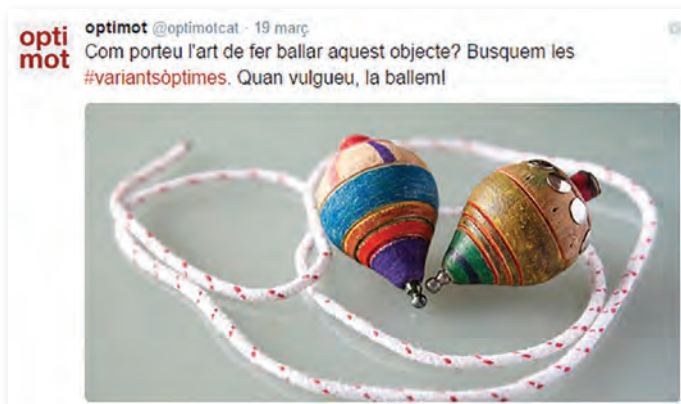 opti
mot
optimot @optimotcat · 19 març
Com porteu l'art de fer ballar aquest objecte? Busquem les
#variantsòptimes. Quan vulgueu, la ballem!